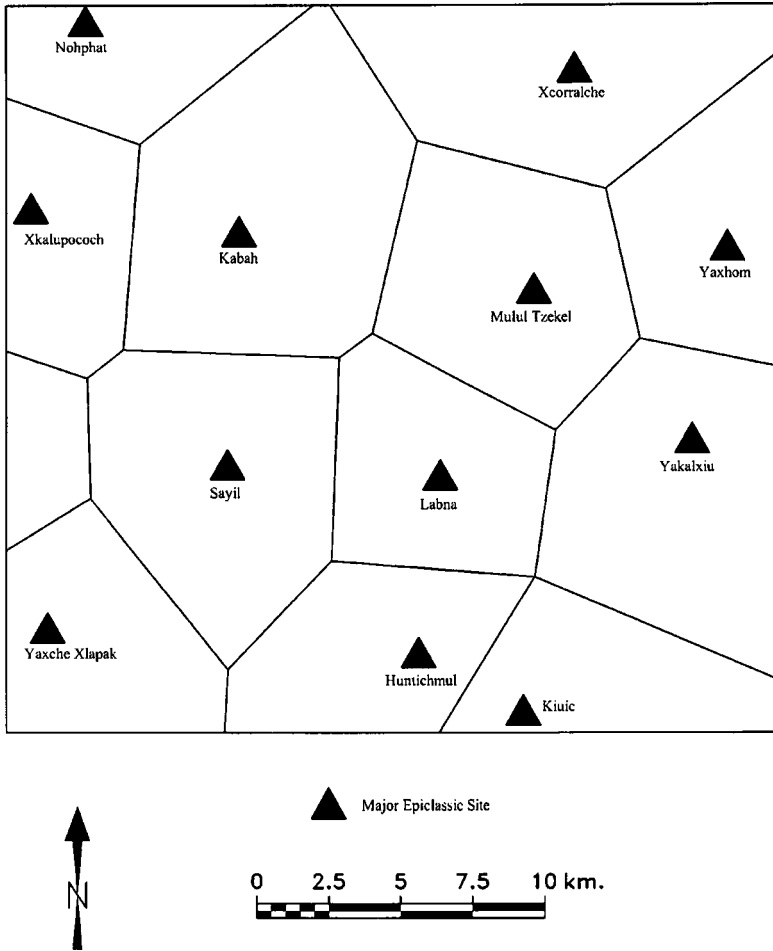 Nohphat
Xcorralche
Xkalupococh
Kabah
Yaxhom
Mulul Tzekel
Yakalxiu
Sayil
Labna
Yaxche Xlapak
Huntichmul
Kiuic
Major Epiclassic Site
N
0 2.5 5 7.5 10 km.